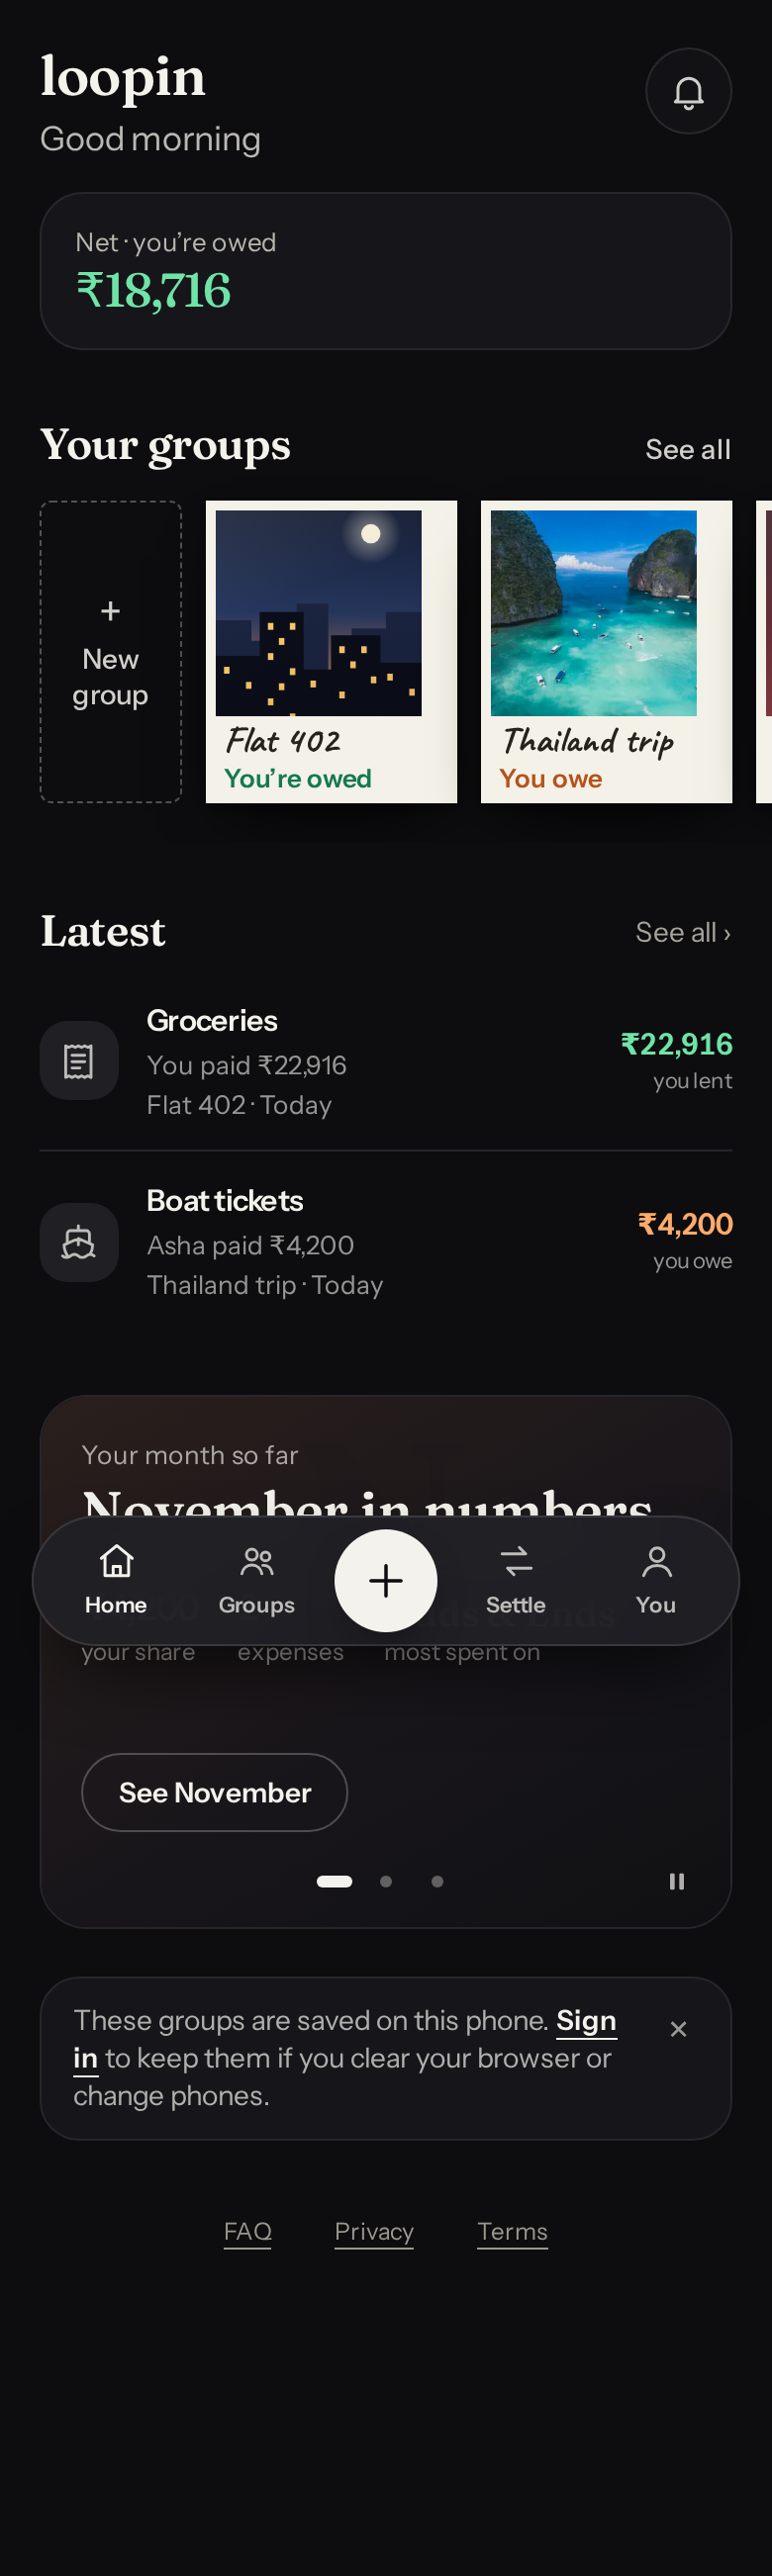 loopin
Good morning
Net · you’re owed
₹18,716
Your groups
See all
+
New
group
Flat 402
You’re owed
Thailand trip
You owe
Latest
See all ›
Groceries
You paid ₹22,916
Flat 402 · Today
₹22,916
you lent
Boat tickets
Asha paid ₹4,200
Thailand trip · Today
₹4,200
you owe
Your month so far
November in numbers
Home
Groups
Settle
You
your share
expenses
most spent on
See November
These groups are saved on this phone. Sign
in to keep them if you clear your browser or
change phones.
FAQ
Privacy
Terms